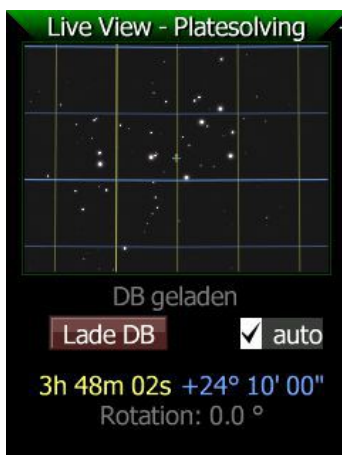 Live View - Platesolving
DB geladen
Lade DB
auto
3h 48m 02s +24° 10' 00"
Rotation: 0.0 °